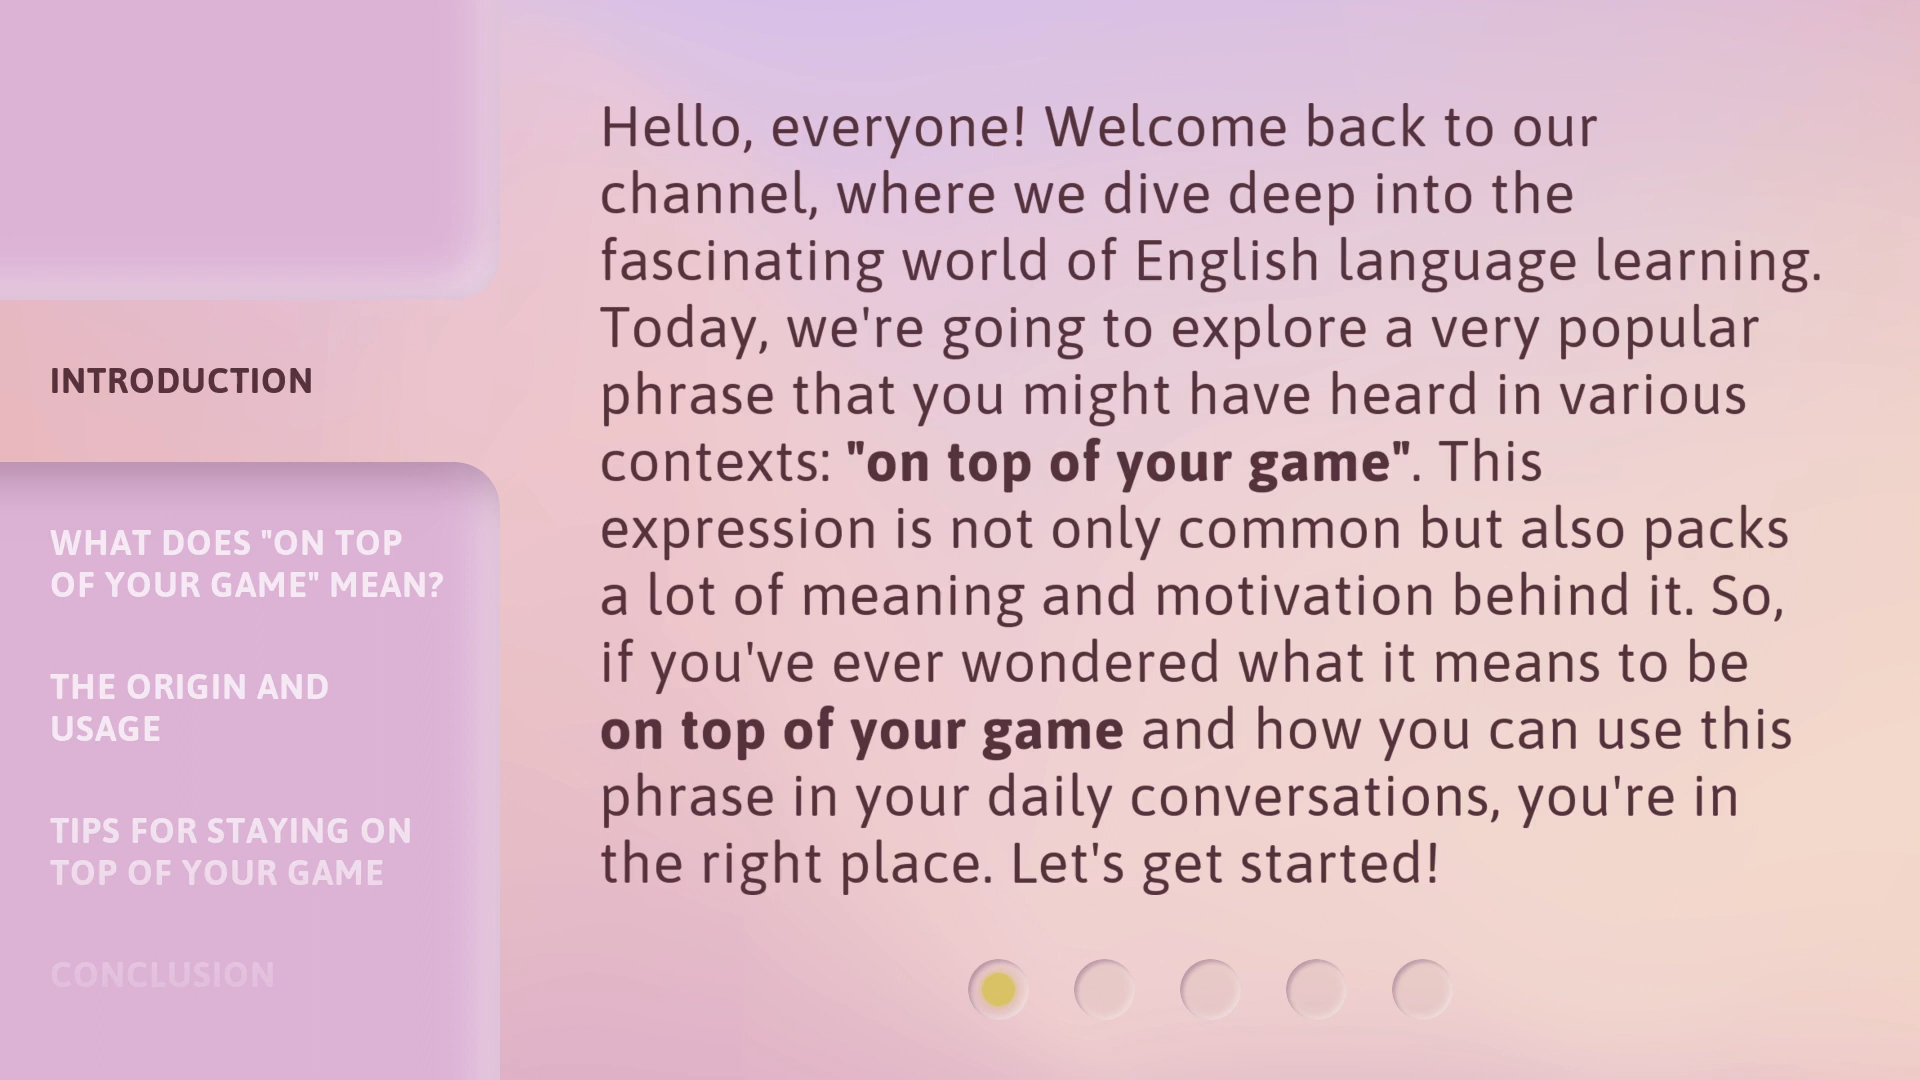 INTRODUCTION
WHAT DOES "ON TOP
OF YOUR GAME" MEAN?
THE ORIGIN AND
USAGE
TIPS FOR STAYING ON
TOP OF YOUR GAME
CONCLUSION
Hello, everyone! Welcome back to our
channel, where we dive deep into the
fascinating world of English language learning.
Today, we're going to explore a very popular
phrase that you might have heard in various
contexts: "on top of your game". This
expression is not only common but also packs
a lot of meaning and motivation behind it. So,
if you've ever wondered what it means to be
on top of your game and how you can use this
phrase in your daily conversations, you're in
the right place. Let's get started!